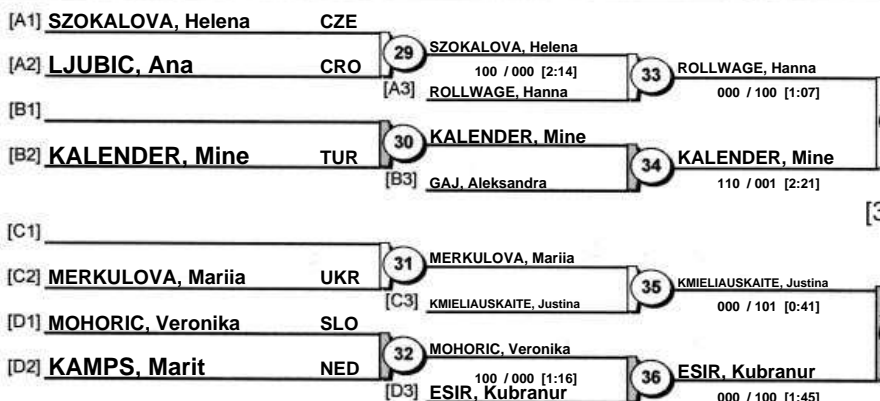 [A1] SZOKALOVA, Helena CZE
29 SZOKALOVA, Helena
[A2] LJUBIC, Ana CRO
100 / 000 [2:14]
33 ROLLWAGE, Hanna
[A3] ROLLWAGE, Hanna
000 / 100 [1:07]
[B1]
30 KALENDER, Mine
[B2] KALENDER, Mine TUR
34 KALENDER, Mine
[B3] GAJ, Aleksandra
110 / 001 [2:21]
[3
[C1]
31 MERKULOVA, Mariia
[C2] MERKULOVA, Mariia UKR
35 KMIELIAUSKAITE, Justina
[C3] KMIELIAUSKAITE, Justina
000 / 101 [0:41]
[D1] MOHORIC, Veronika SLO
32 MOHORIC, Veronika
[D2] KAMPS, Marit NED
100 / 000 [1:16]
36 ESIR, Kubranur
[D3] ESIR, Kubranur
000 / 100 [1:45]